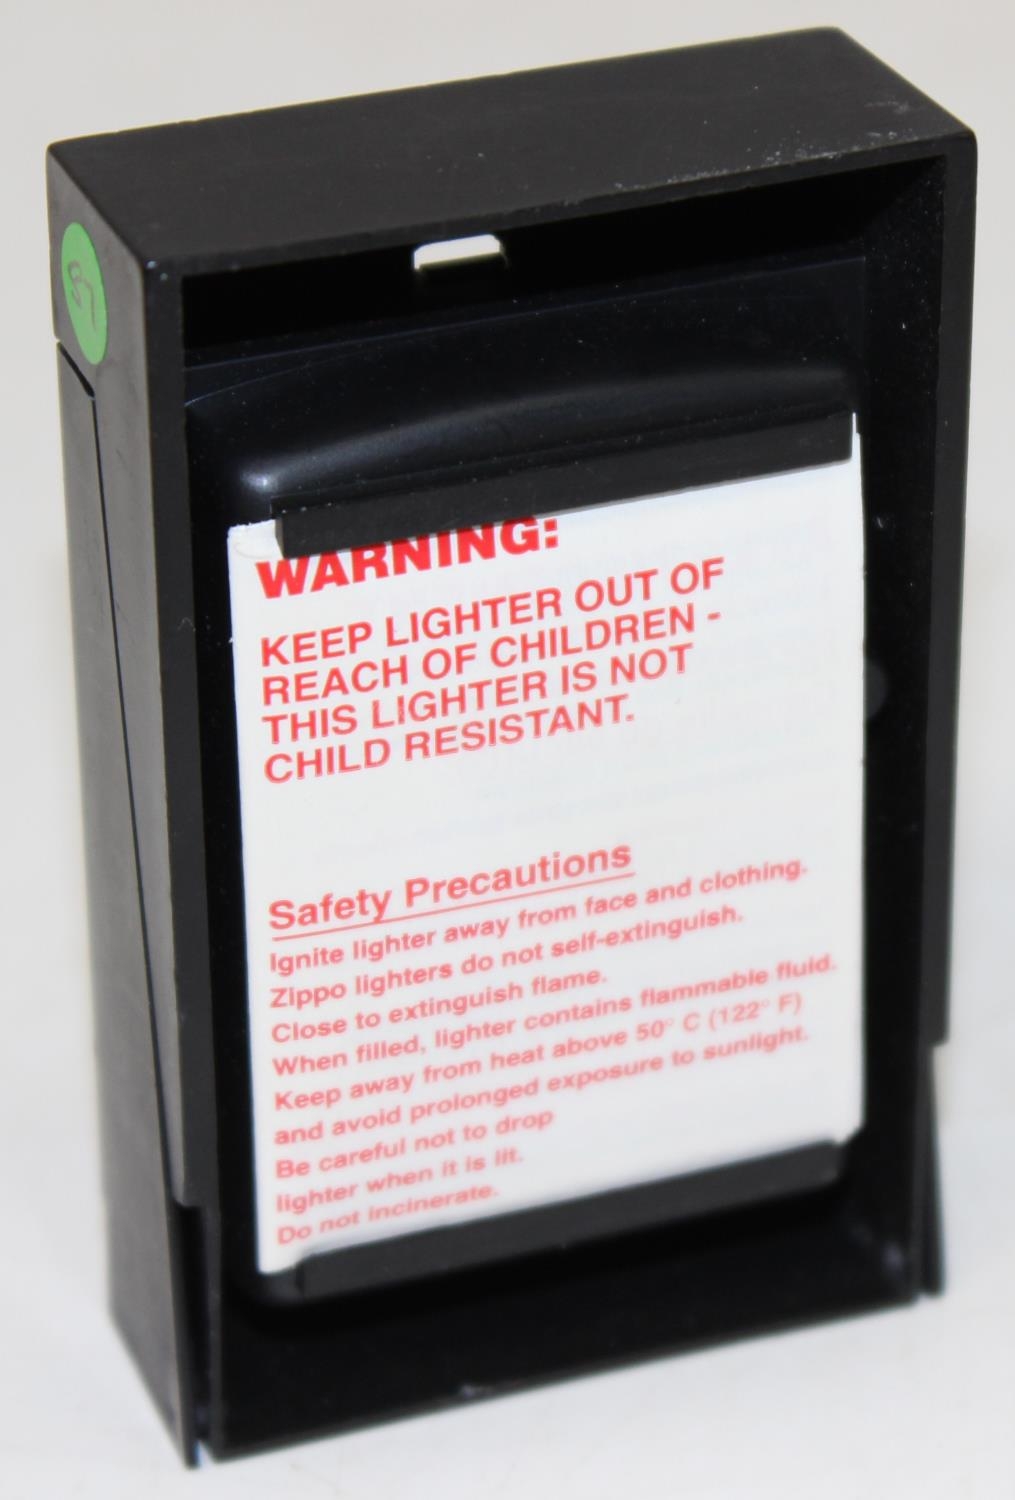 87
WARNING:
KEEP LIGHTER OUT OF
REACH OF CHILDREN -
THIS LIGHTER IS NOT
CHILD RESISTANT.
Safety Precautions
Ignite lighter away from face and clothing.
Zippo lighters do not self-extinguish.
Close to extinguish flame.
When filled, lighter contains flammable fluid.
Keep away from heat above 50° C (122° F)
and avoid prolonged exposure to sunlight.
Be careful not to drop
lighter when it is lit.
Do not incinerate.